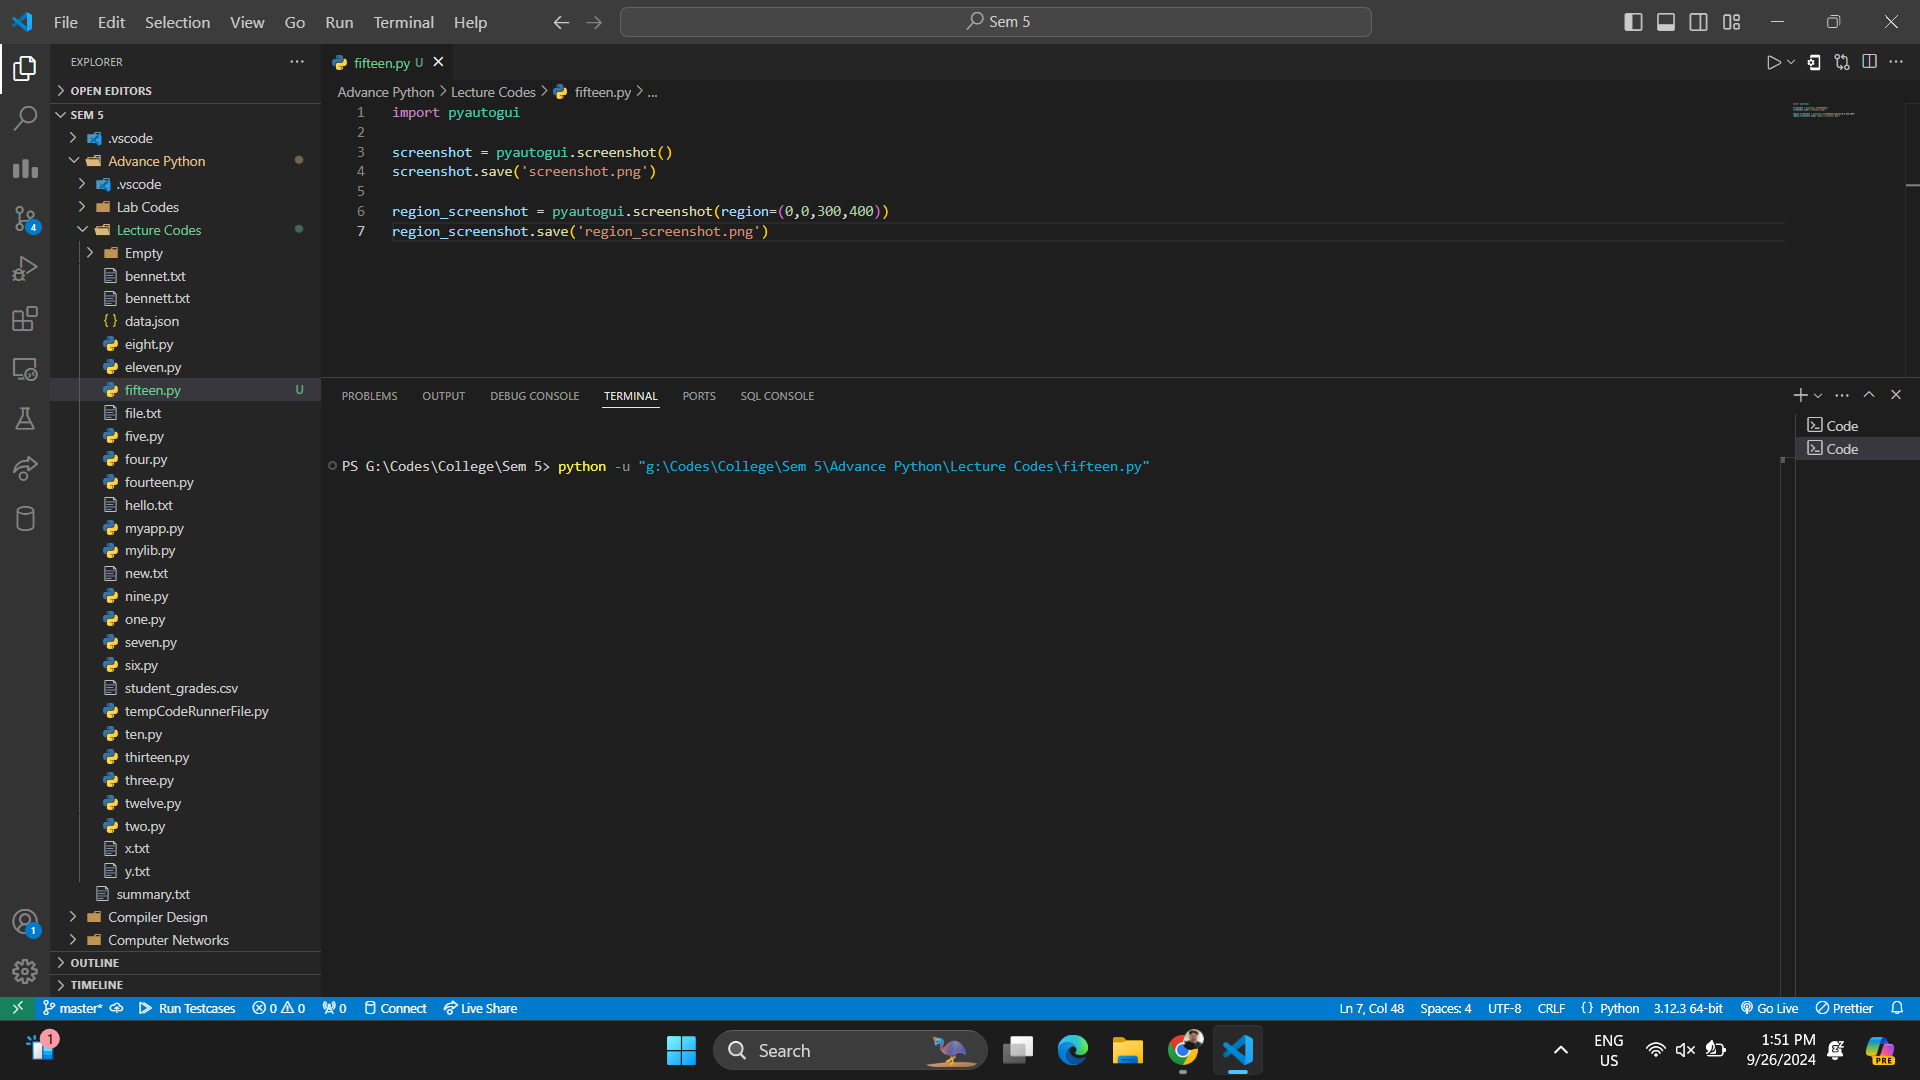 File Edit Selection View Go Run Terminal Help
Sem 5
EXPLORER
OPEN EDITORS
SEM 5
.vscode
Advance Python
.vscode
Lab Codes
Lecture Codes
Empty
bennet.txt
bennett.txt
{ } data.json
eight.py
eleven.py
fifteen.py U
file.txt
five.py
four.py
fourteen.py
hello.txt
myapp.py
mylib.py
new.txt
nine.py
one.py
seven.py
six.py
student_grades.csv
tempCodeRunnerFile.py
ten.py
thirteen.py
three.py
twelve.py
two.py
x.txt
y.txt
summary.txt
Compiler Design
Computer Networks
OUTLINE
TIMELINE
4
1
fifteen.py U
Advance Python > Lecture Codes > fifteen.py > ...
1 import pyautogui
2
3 screenshot = pyautogui.screenshot()
4 screenshot.save('screenshot.png')
5
6 region_screenshot = pyautogui.screenshot(region=(0,0,300,400))
7 region_screenshot.save('region_screenshot.png')
PROBLEMS OUTPUT DEBUG CONSOLE TERMINAL PORTS SQL CONSOLE
PS G:\Codes\College\Sem 5> python -u "g:\Codes\College\Sem 5\Advance Python\Lecture Codes\fifteen.py"
Code
Code
master* Run Testcases 0 0 0 Connect Live Share
Ln 7, Col 48 Spaces: 4 UTF-8 CRLF { } Python 3.12.3 64-bit Go Live Prettier
1
Search
ENG
US
1:51 PM
9/26/2024
PRE